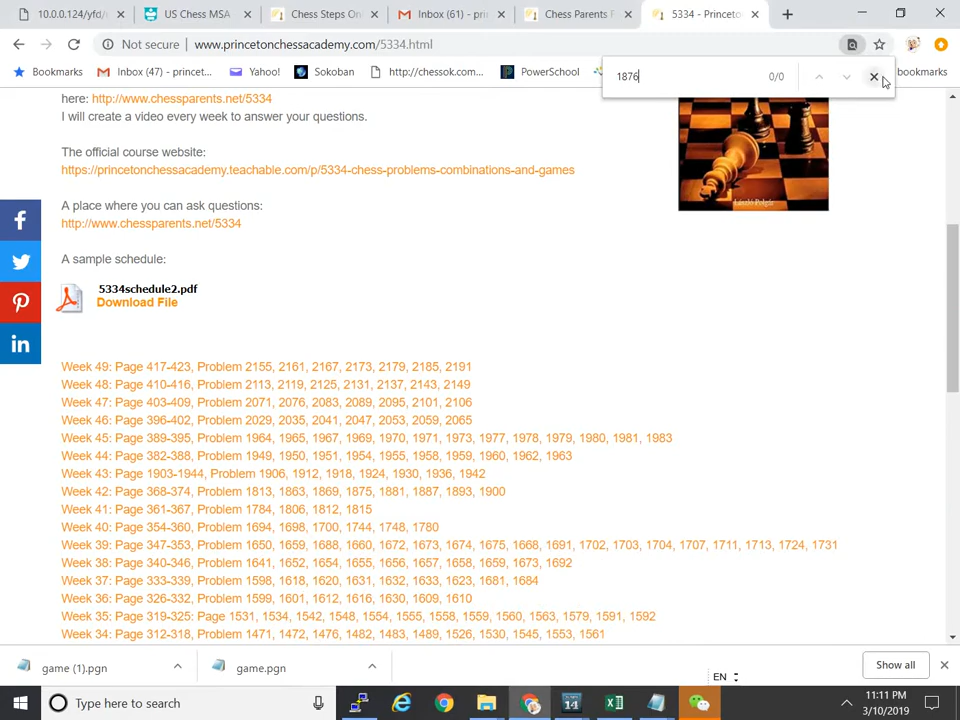 10.0.0.124/yfd/
US Chess MSA
Chess Steps On
Inbox (61) - prin
Chess Parents F
5334 - Princeto
Not secure
www.princetonchessacademy.com/5334.html
Bookmarks
Inbox (47) - princet...
Yahoo!
Sokoban
http://chessok.com...
PowerSchool
bookmarks
1876
0/0
here: http://www.chessparents.net/5334
I will create a video every week to answer your questions.
The official course website:
https://princetonchessacademy.teachable.com/p/5334-chess-problems-combinations-and-games
László Polgár
A place where you can ask questions:
http://www.chessparents.net/5334
A sample schedule:
5334schedule2.pdf
Download File
Week 49: Page 417-423, Problem 2155, 2161, 2167, 2173, 2179, 2185, 2191
Week 48: Page 410-416, Problem 2113, 2119, 2125, 2131, 2137, 2143, 2149
Week 47: Page 403-409, Problem 2071, 2076, 2083, 2089, 2095, 2101, 2106
Week 46: Page 396-402, Problem 2029, 2035, 2041, 2047, 2053, 2059, 2065
Week 45: Page 389-395, Problem 1964, 1965, 1967, 1969, 1970, 1971, 1973, 1977, 1978, 1979, 1980, 1981, 1983
Week 44: Page 382-388, Problem 1949, 1950, 1951, 1954, 1955, 1958, 1959, 1960, 1962, 1963
Week 43: Page 1903-1944, Problem 1906, 1912, 1918, 1924, 1930, 1936, 1942
Week 42: Page 368-374, Problem 1813, 1863, 1869, 1875, 1881, 1887, 1893, 1900
Week 41: Page 361-367, Problem 1784, 1806, 1812, 1815
Week 40: Page 354-360, Problem 1694, 1698, 1700, 1744, 1748, 1780
Week 39: Page 347-353, Problem 1650, 1659, 1688, 1660, 1672, 1673, 1674, 1675, 1668, 1691, 1702, 1703, 1704, 1707, 1711, 1713, 1724, 1731
Week 38: Page 340-346, Problem 1641, 1652, 1654, 1655, 1656, 1657, 1658, 1659, 1673, 1692
Week 37: Page 333-339, Problem 1598, 1618, 1620, 1631, 1632, 1633, 1623, 1681, 1684
Week 36: Page 326-332, Problem 1599, 1601, 1612, 1616, 1630, 1609, 1610
Week 35: Page 319-325: Page 1531, 1534, 1542, 1548, 1554, 1555, 1558, 1559, 1560, 1563, 1579, 1591, 1592
Week 34: Page 312-318, Problem 1471, 1472, 1476, 1482, 1483, 1489, 1526, 1530, 1545, 1553, 1561
game (1).pgn
game.pgn
Show all
EN
Type here to search
14
11:11 PM
3/10/2019